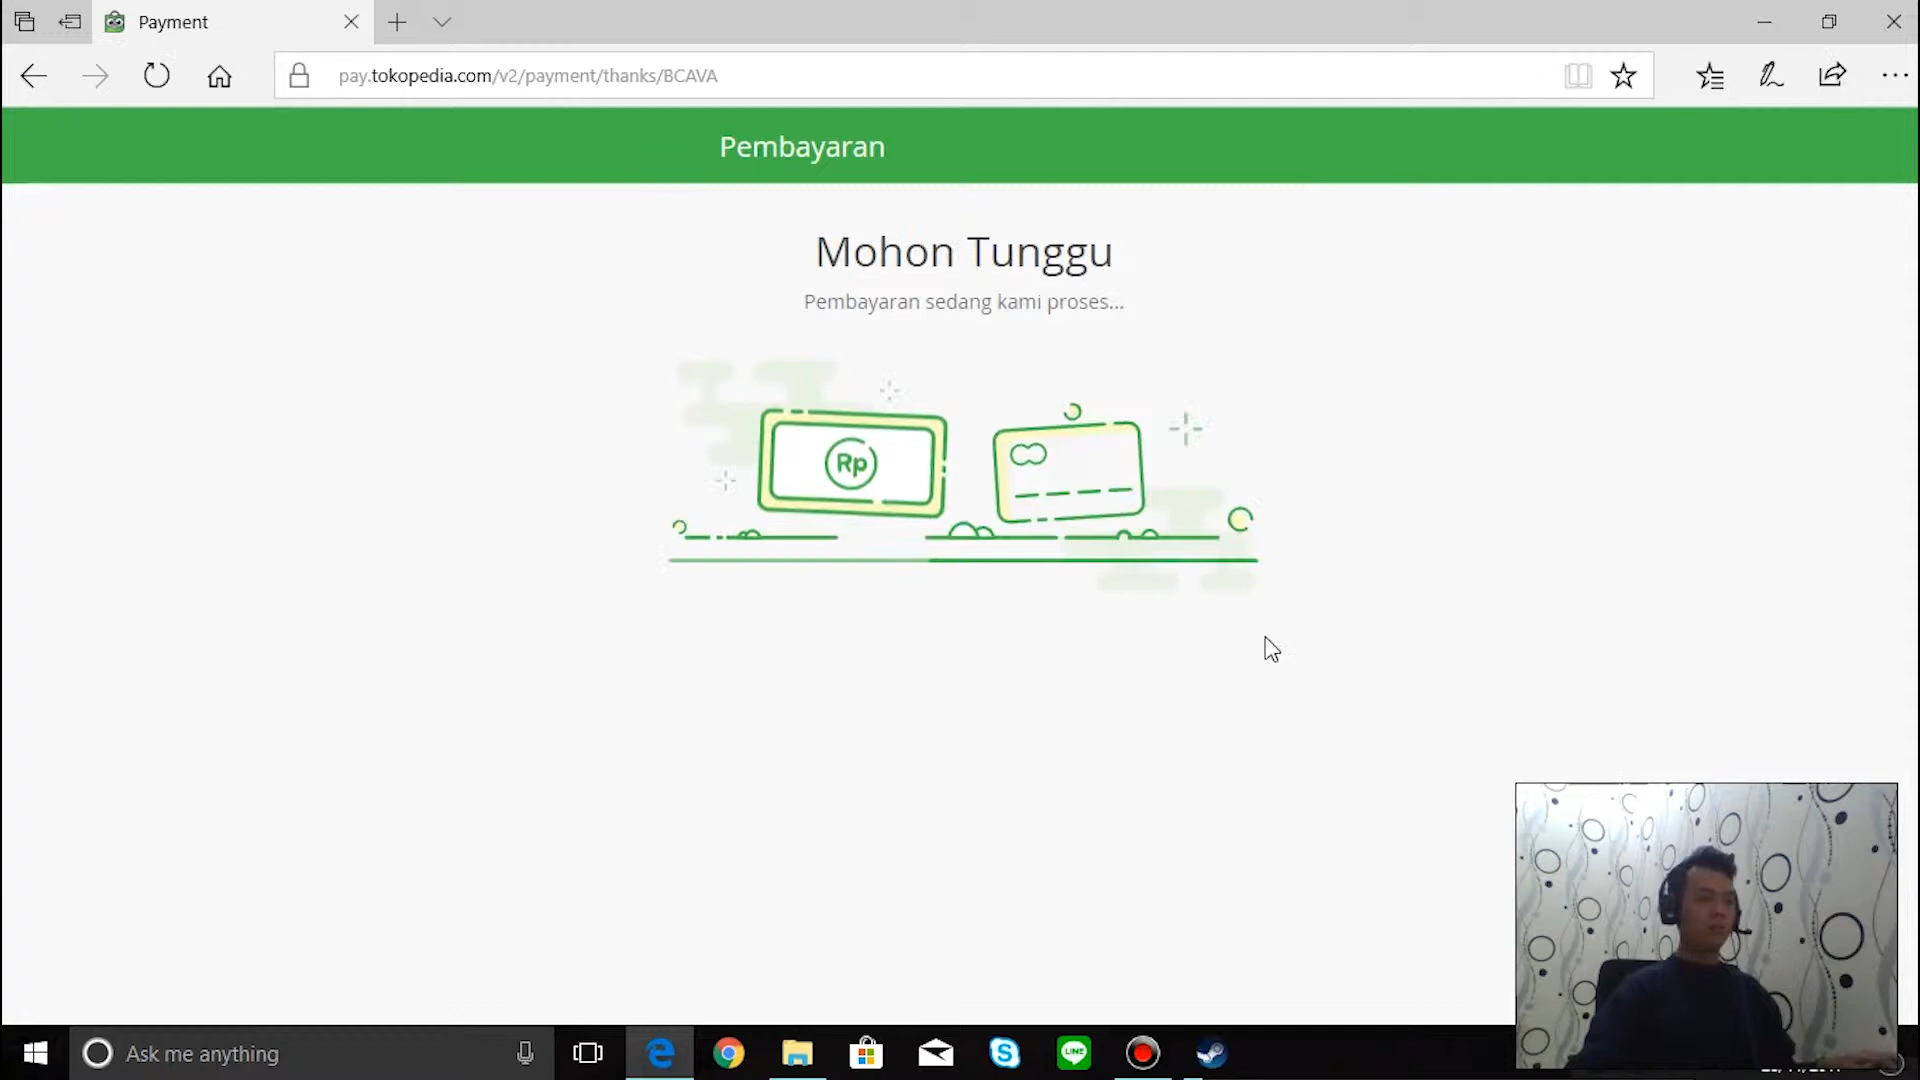 Payment
pay.tokopedia.com/v2/payment/thanks/BCAVA
Pembayaran
Mohon Tunggu
Pembayaran sedang kami proses...
Rp
Ask me anything
LINE